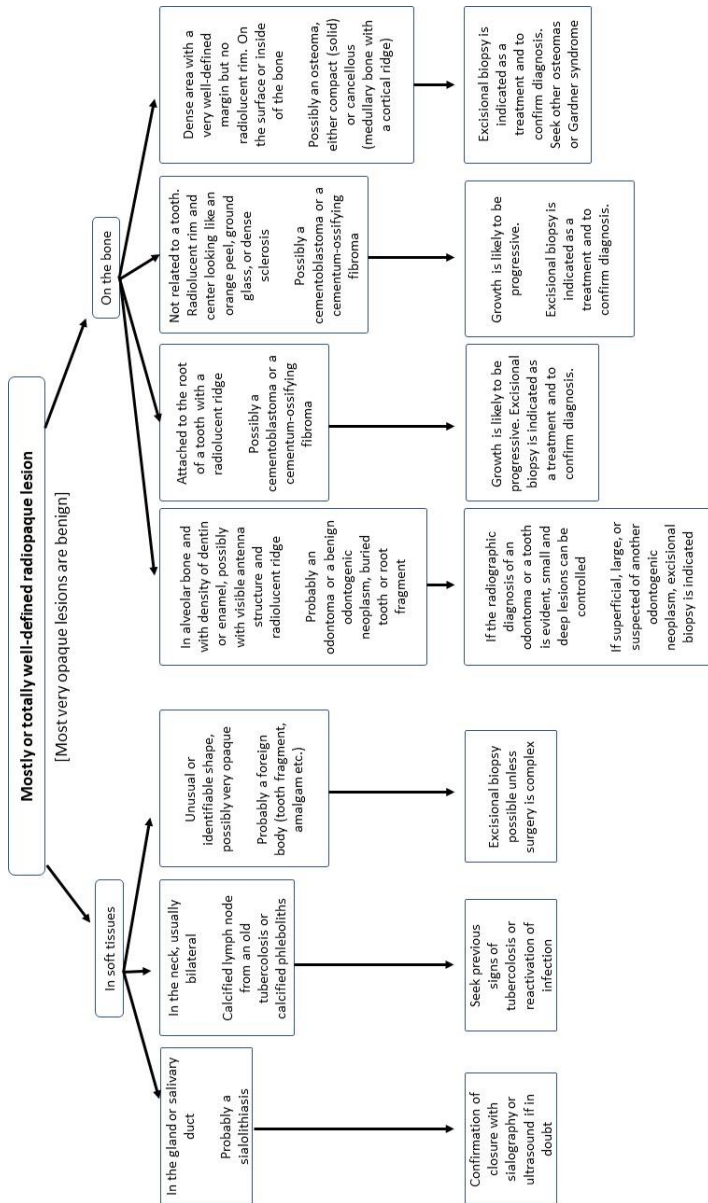 Mostly or totally well-defined radiopaque lesion
[Most very opaque lesions are benign]
In soft tissues
On the bone
In the gland or salivary
duct
Probably a
sialolithiasis
In the neck, usually
bilateral
Calcified lymph node
from an old
tubercolosis or
calcified phleboliths
Unusual or
identifiable shape,
possibly very opaque
Probably a foreign
body (tooth fragment,
amalgam etc.)
In alveolar bone and
with density of dentin
or enamel, possibly
with visible antenna
structure and
radiolucent ridge
Probably an
odontoma or a benign
odontogenic
neoplasm, buried
tooth or root
fragment
Attached to the root
of a tooth with a
radiolucent ridge
Possibly a
cementoblastoma or a
cementum-ossifying
fibroma
Not related to a tooth.
Radiolucent rim and
center looking like an
orange peel, ground
glass, or dense
sclerosis
Possibly a
cementoblastoma or a
cementum-ossifying
fibroma
Dense area with a
very well-defined
margin but no
radiolucent rim. On
the surface or inside
of the bone
Possibly an osteoma,
either compact (solid)
or cancellous
(medullary bone with
a cortical ridge)
Confirmation of
closure with
sialography or
ultrasound if in
doubt
Seek previous
signs of
tubercolosis or
reactivation of
infection
Excisional biopsy
possible unless
surgery is complex
If the radiographic
diagnosis of an
odontoma or a tooth
is evident, small and
deep lesions can be
controlled
If superficial, large, or
suspected of another
odontogenic
neoplasm, excisional
biopsy is indicated
Growth is likely to be
progressive. Excisional
biopsy is indicated as
a treatment and to
confirm diagnosis.
Growth is likely to be
progressive.
Excisional biopsy is
indicated as a
treatment and to
confirm diagnosis.
Excisional biopsy is
indicated as a
treatment and to
confirm diagnosis.
Seek other osteomas
or Gardner syndrome